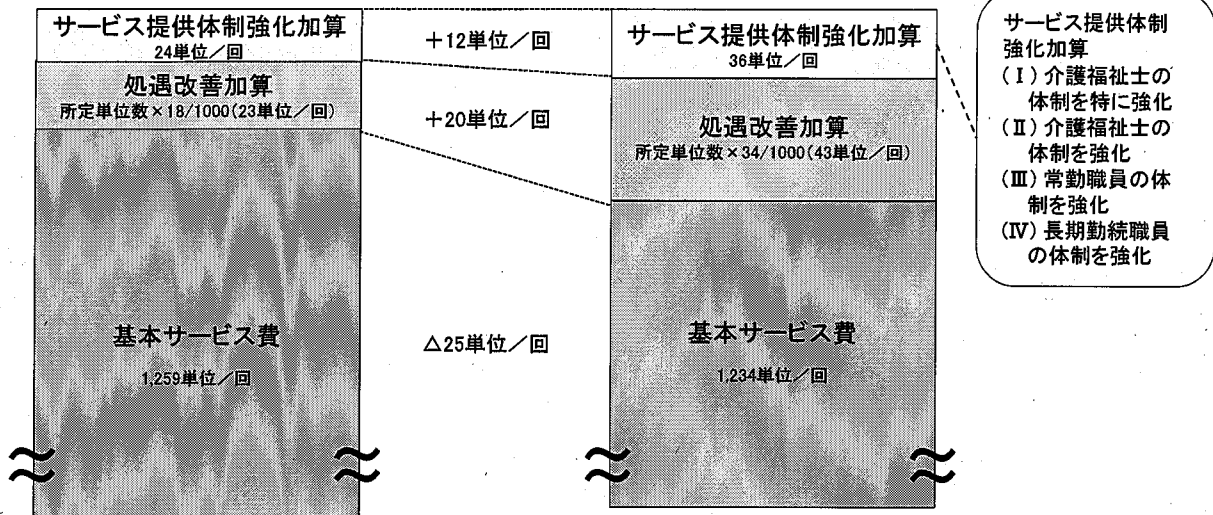 サービス提供体制強化加算
24単位/回
処遇改善加算
所定単位数×18/1000(23単位/回)
基本サービス費
1,259単位/回
+12単位/回
+20単位/回
△25単位/回
サービス提供体制強化加算
36単位/回
処遇改善加算
所定単位数×34/1000(43単位/回)
基本サービス費
1,234単位/回
サービス提供体制
強化加算
(Ⅰ)介護福祉士の
体制を特に強化
(Ⅱ)介護福祉士の
体制を強化
(Ⅲ)常勤職員の体
制を強化
(Ⅳ)長期勤続職員
の体制を強化